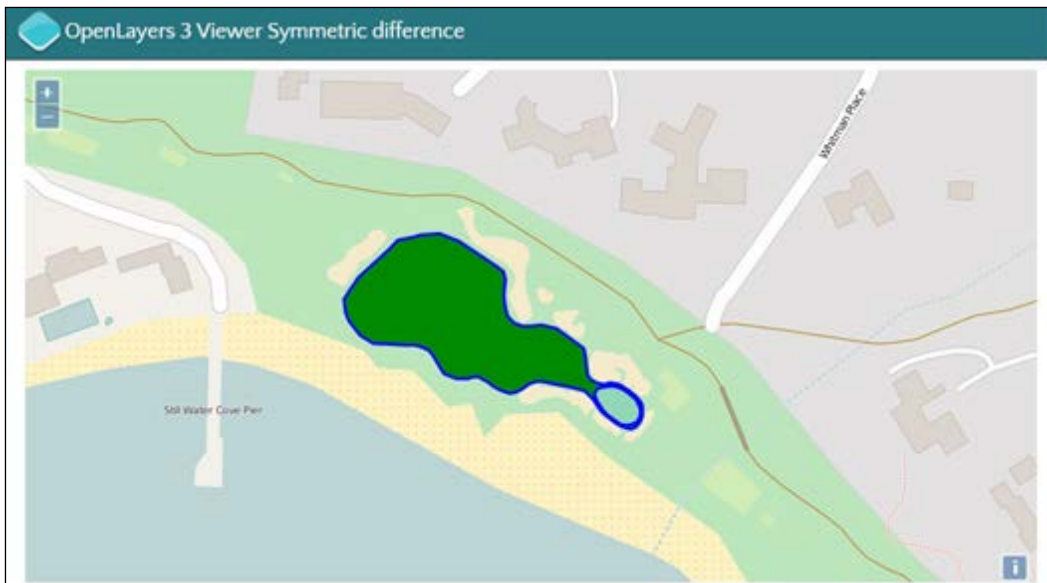 OpenLayers 3 Viewer Symmetric difference
+
−
Whitman Place
Still Water Cove Pier
i